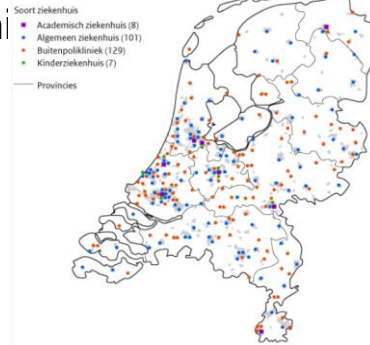 Soort ziekenhuis
Academisch ziekenhuis (8)
Algemeen ziekenhuis (101)
Buitenpolikliniek (129)
Kinderziekenhuis (7)
Provincies